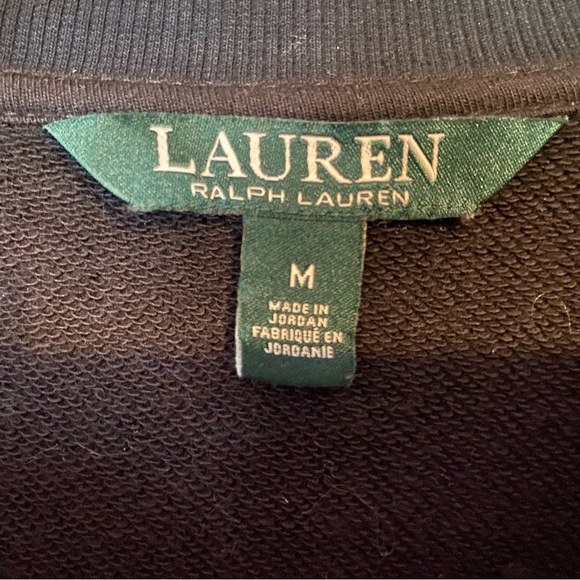 LAUREN
RALPH LAUREN
M
MADE IN
JORDAN
FABRIQUÉ EN
JORDANIE